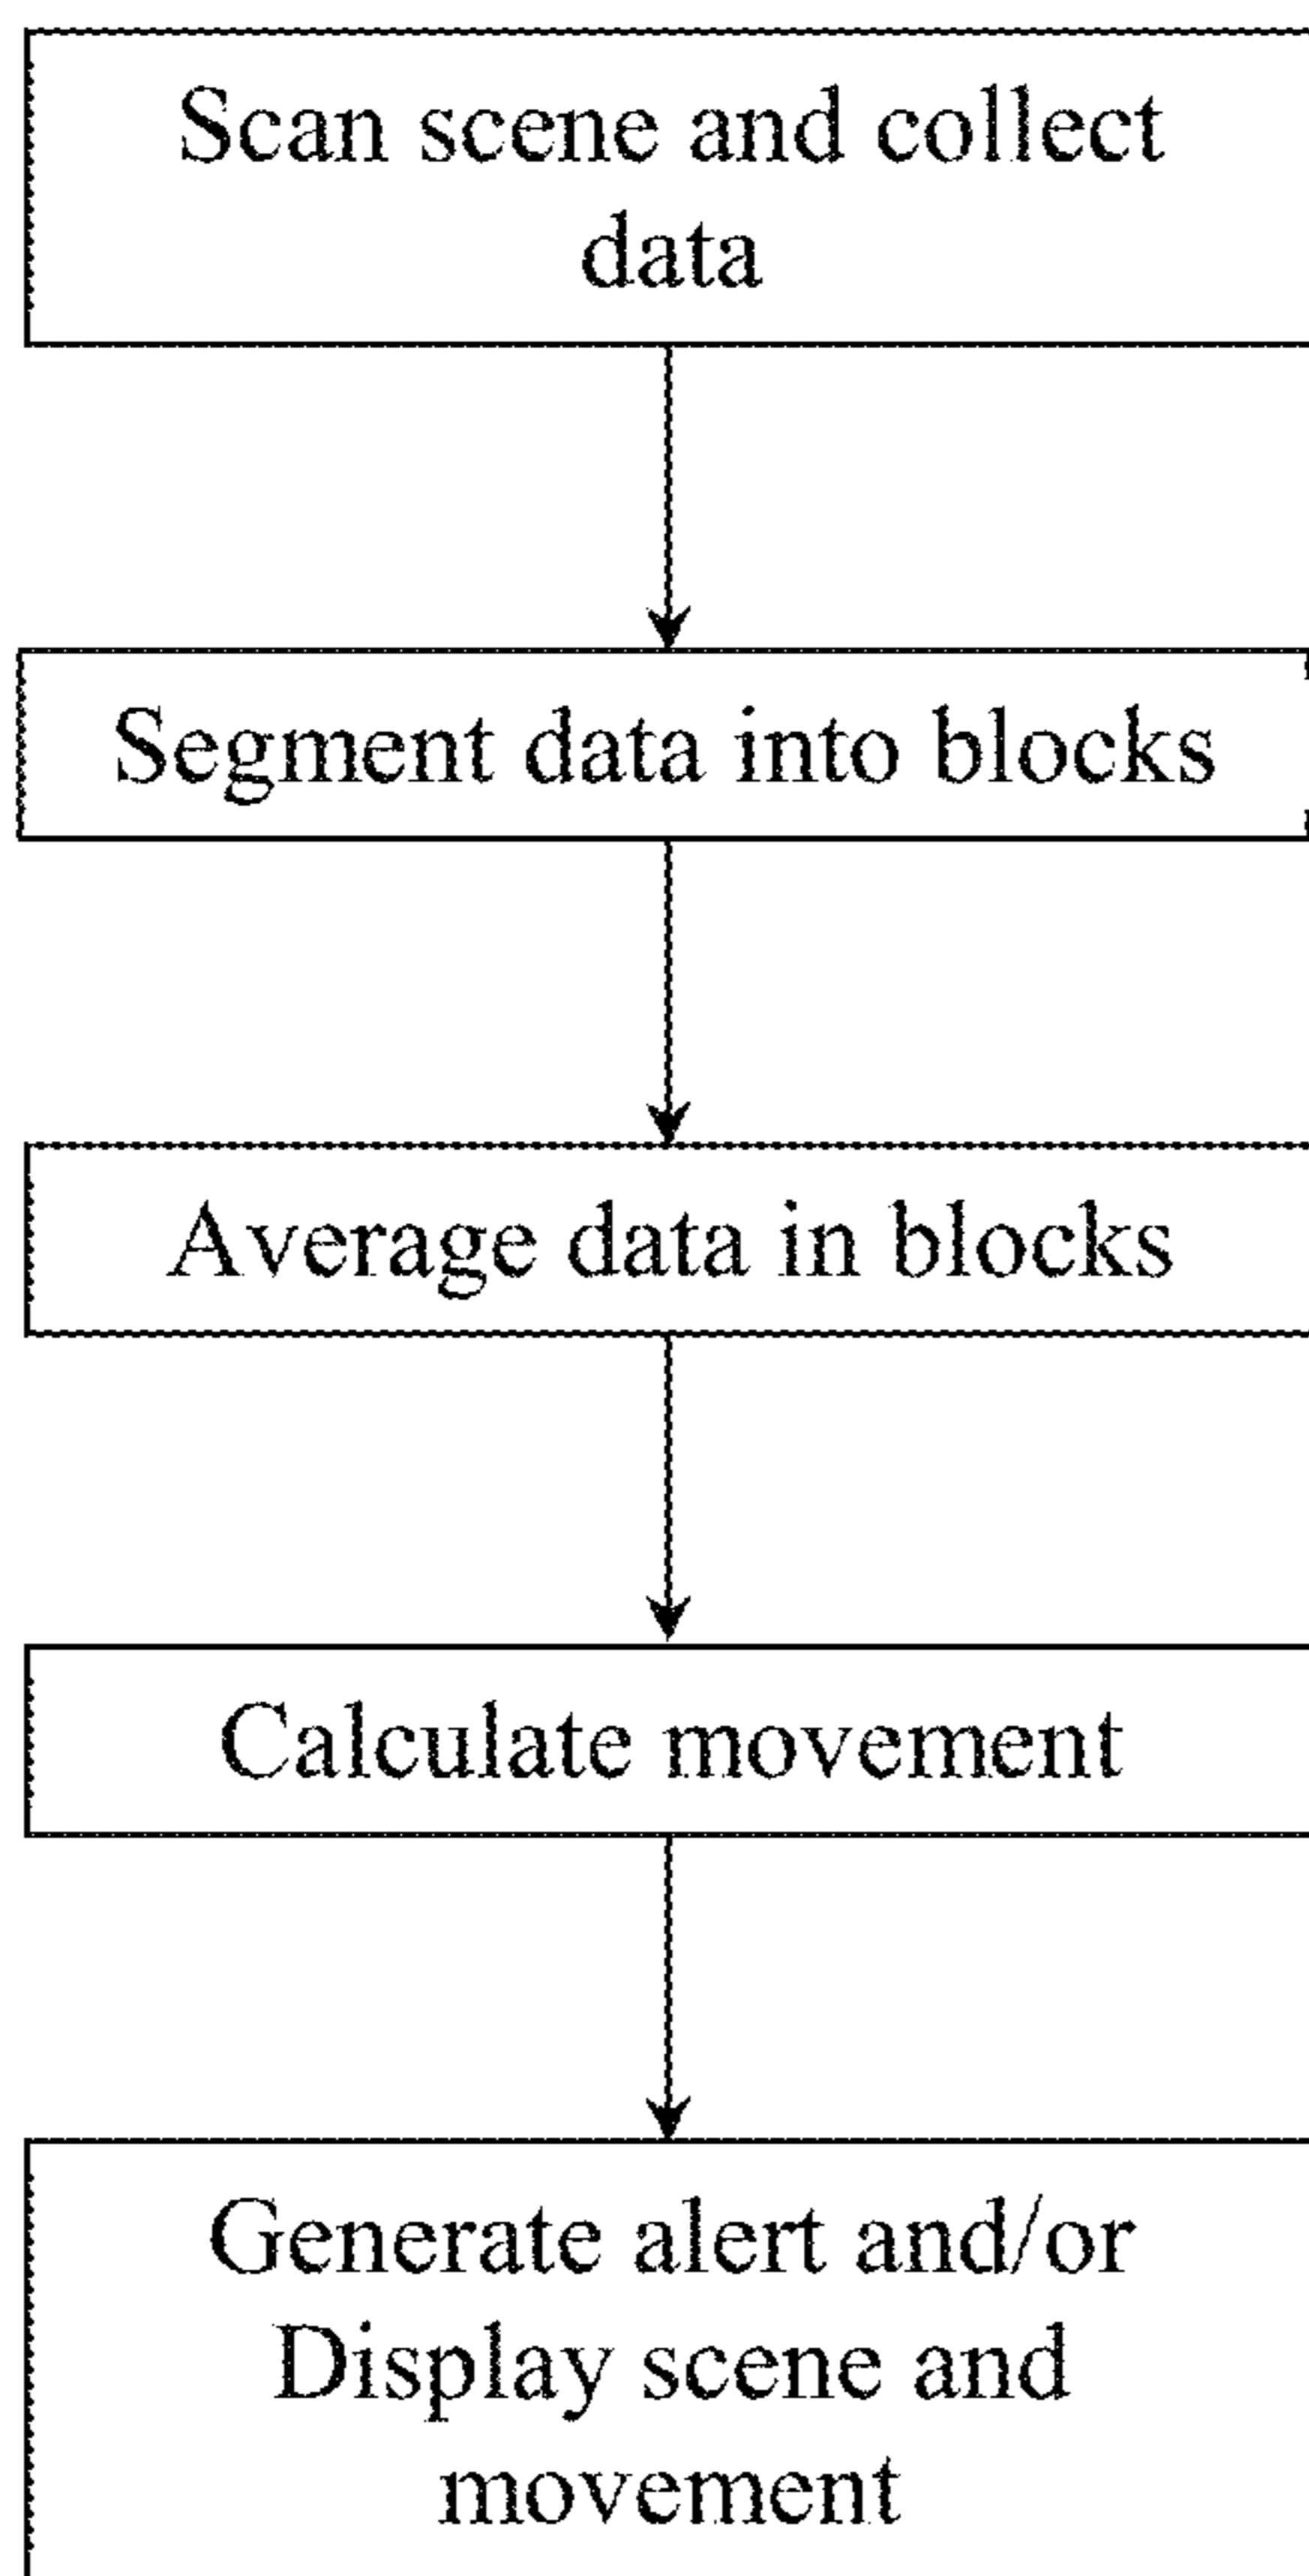 Scan scene and collect
data
Segment data into blocks
Average data in blocks
Calculate movement
Generate alert and/or
Display scene and
movement